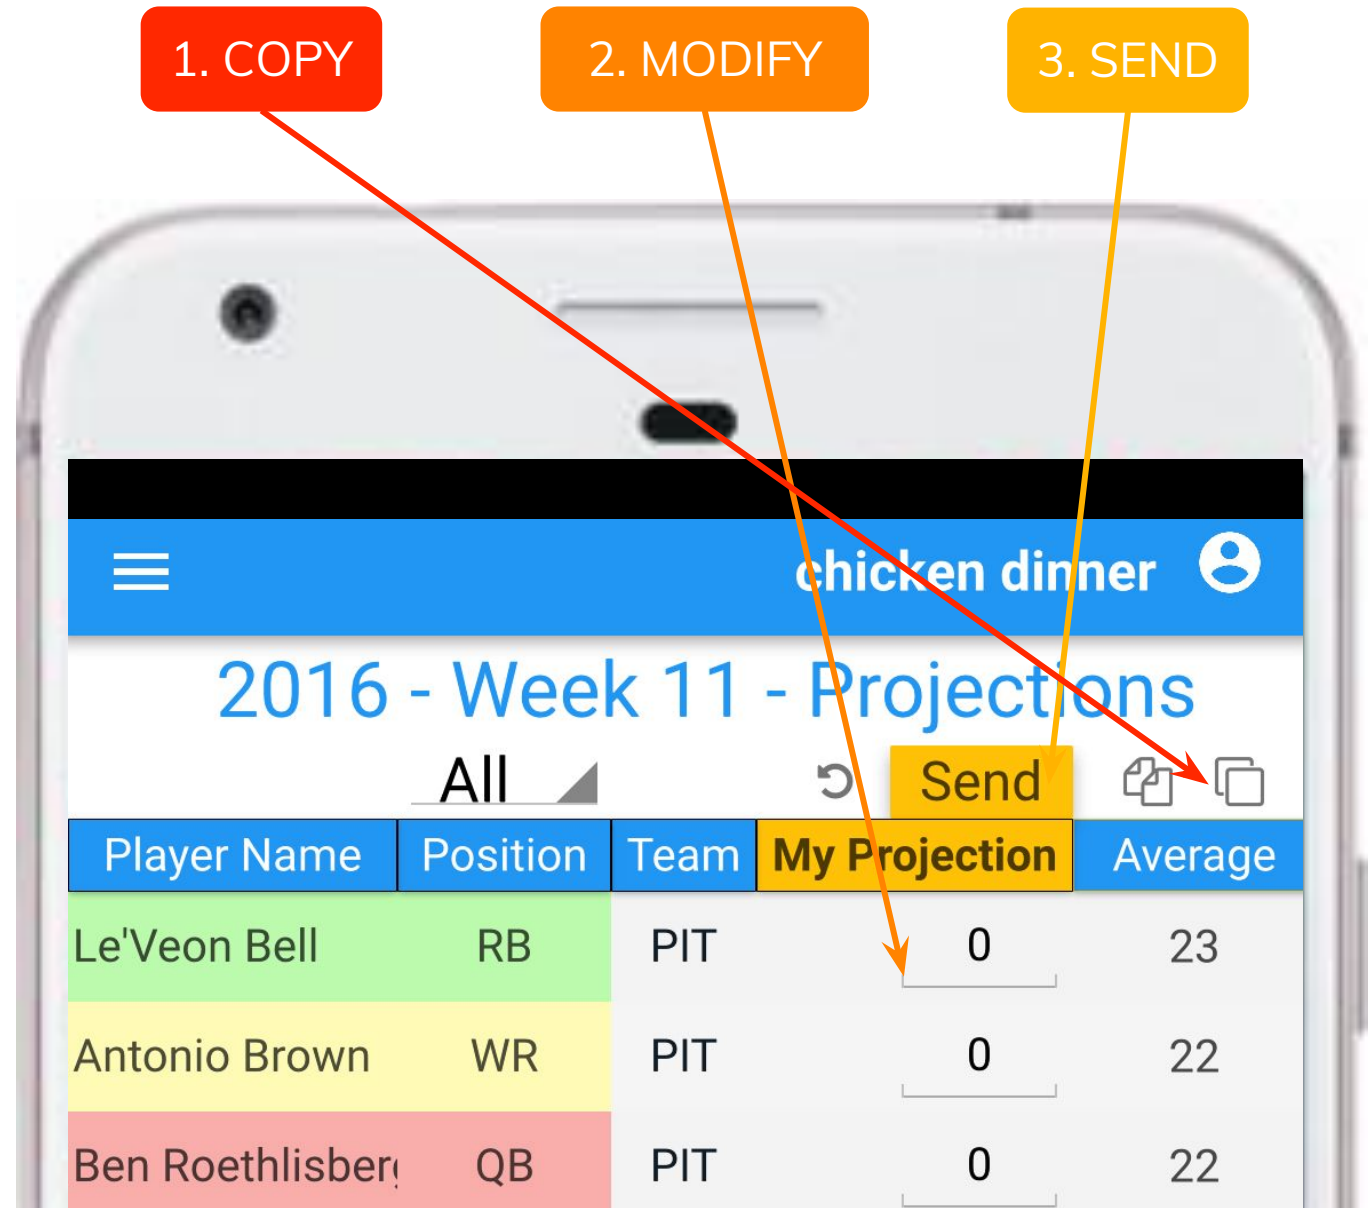 1. COPY
2. MODIFY
3. SEND
chicken dinner
2016 - Week 11 - Projections
All
Send
Player Name Position Team My Projection Average
Le'Veon Bell RB PIT 0 23
Antonio Brown WR PIT 0 22
Ben Roethlisber QB PIT 0 22